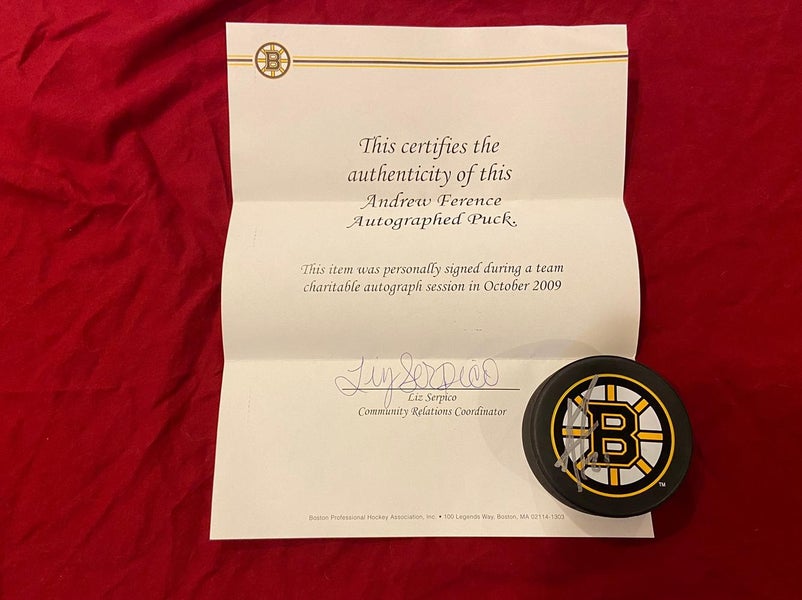 B
This certifies the
authenticity of this
Andrew Ference
Autographed Puck.
This item was personally signed during a team
charitable autograph session in October 2009
Liz Serpico
Liz Serpico
Community Relations Coordinator
B
TM
Boston Professional Hockey Association, Inc. • 100 Legends Way, Boston, MA 02114-1303